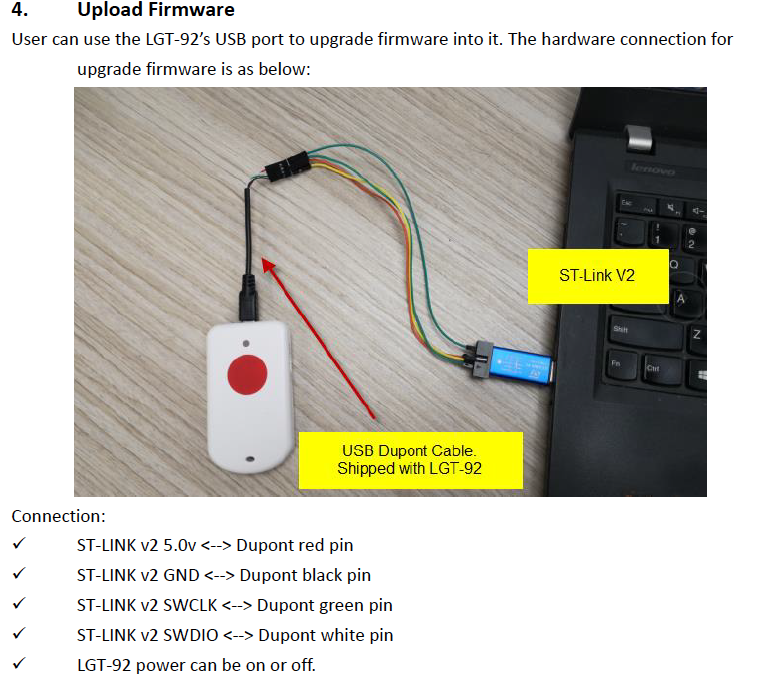 4. Upload Firmware
User can use the LGT-92’s USB port to upgrade firmware into it. The hardware connection for
upgrade firmware is as below:
lenovo
Esc
!
1
@
2
Q
ST-Link V2
A
Shift
Z
Fn
Ctrl
USB Dupont Cable.
Shipped with LGT-92
Connection:
✓ ST-LINK v2 5.0v <--> Dupont red pin
✓ ST-LINK v2 GND <--> Dupont black pin
✓ ST-LINK v2 SWCLK <--> Dupont green pin
✓ ST-LINK v2 SWDIO <--> Dupont white pin
✓ LGT-92 power can be on or off.